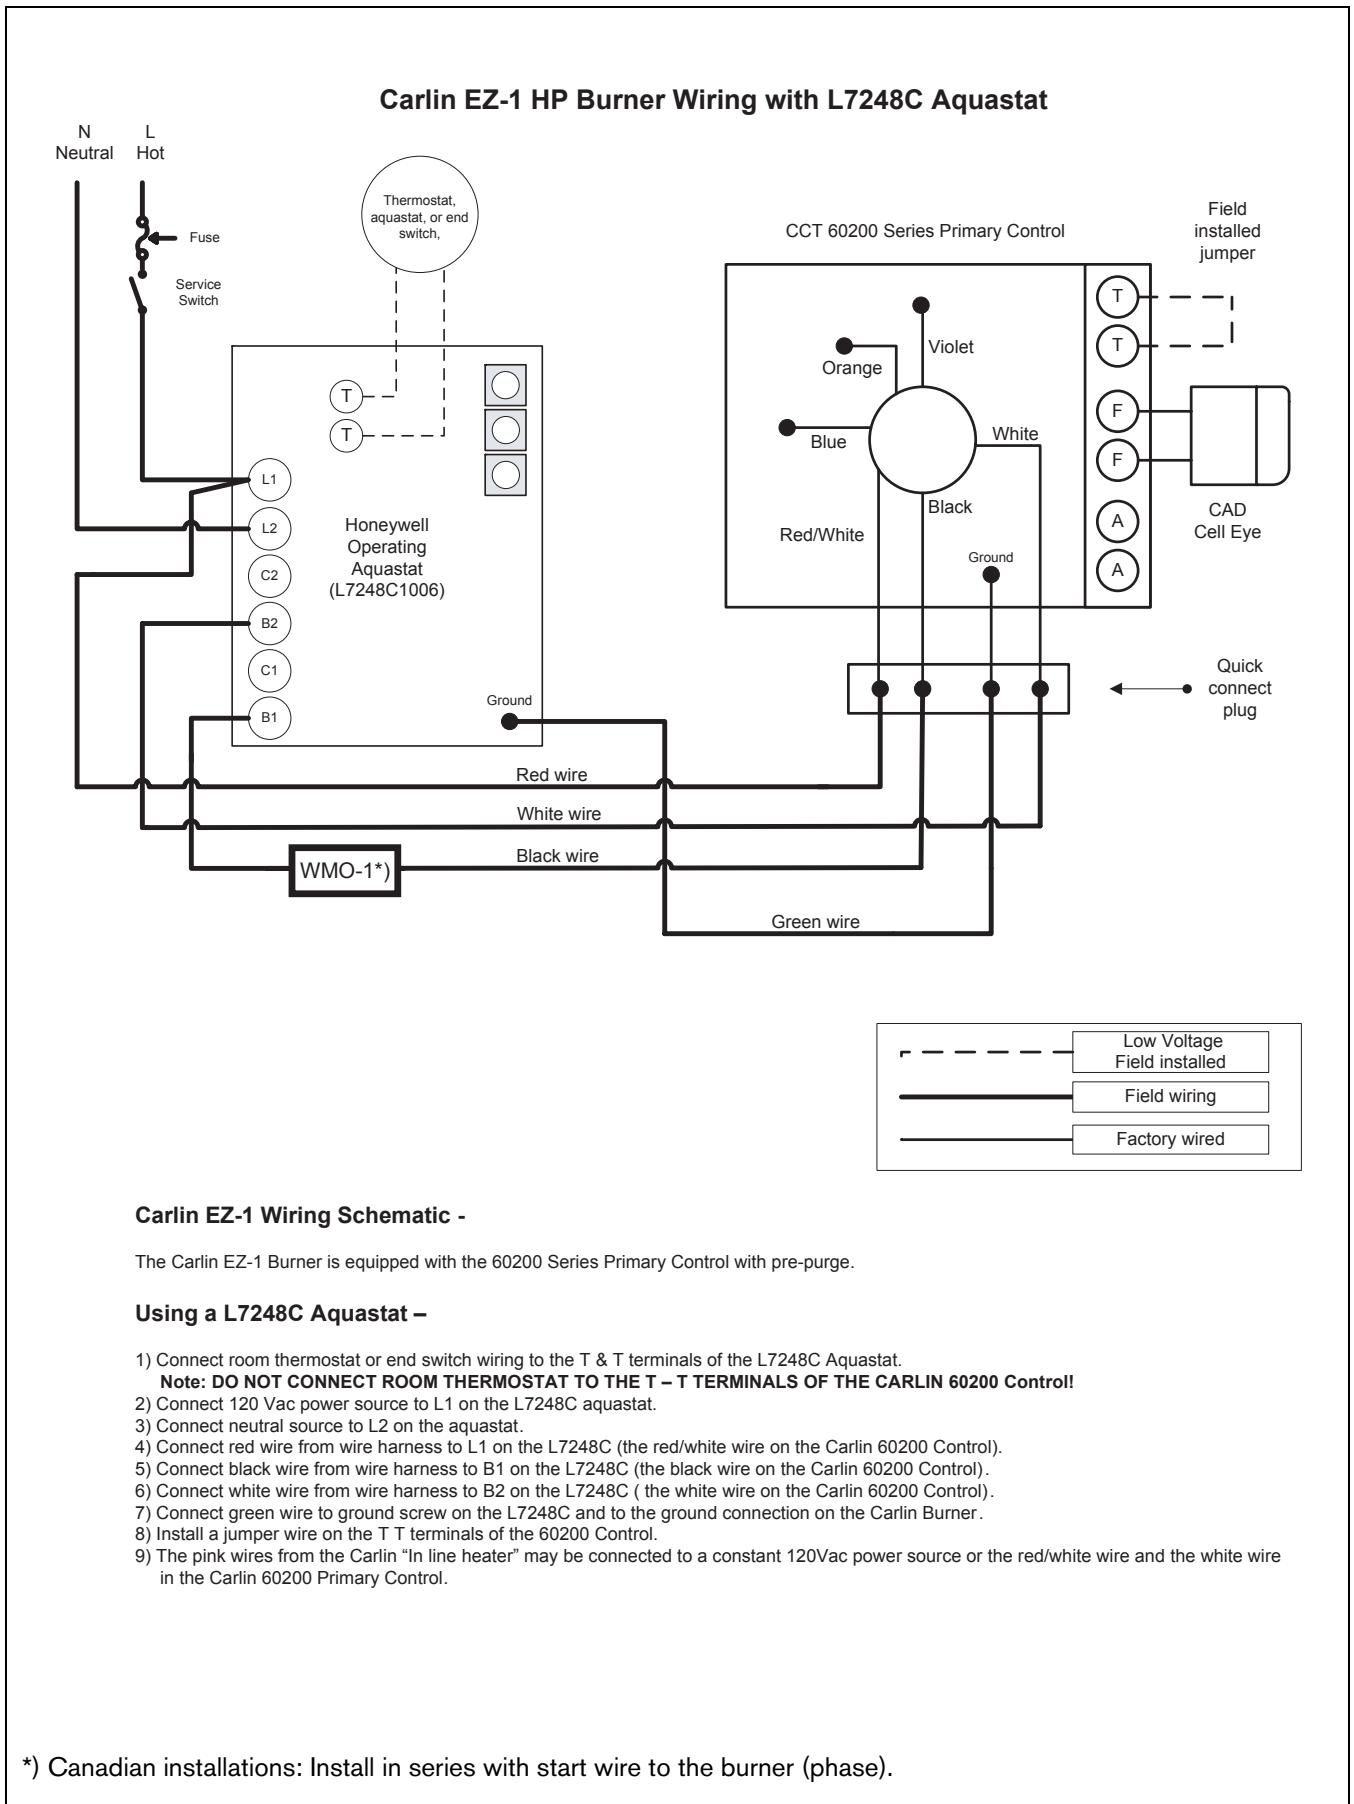 Carlin EZ-1 HP Burner Wiring with L7248C Aquastat
N
Neutral
L
Hot
Fuse
Service
Switch
Thermostat,
aquastat, or end
switch,
CCT 60200 Series Primary Control
Field
installed
jumper
T
T
F
F
A
A
Violet
Orange
Blue
White
Black
Red/White
Ground
CAD
Cell Eye
T
T
L1
L2
C2
B2
C1
B1
Honeywell
Operating
Aquastat
(L7248C1006)
Ground
Quick
connect
plug
Red wire
White wire
Black wire
WMO-1*)
Green wire
Low Voltage
Field installed
Field wiring
Factory wired
Carlin EZ-1 Wiring Schematic -
The Carlin EZ-1 Burner is equipped with the 60200 Series Primary Control with pre-purge.
Using a L7248C Aquastat –
1) Connect room thermostat or end switch wiring to the T & T terminals of the L7248C Aquastat.
Note: DO NOT CONNECT ROOM THERMOSTAT TO THE T – T TERMINALS OF THE CARLIN 60200 Control!
2) Connect 120 Vac power source to L1 on the L7248C aquastat.
3) Connect neutral source to L2 on the aquastat.
4) Connect red wire from wire harness to L1 on the L7248C (the red/white wire on the Carlin 60200 Control).
5) Connect black wire from wire harness to B1 on the L7248C (the black wire on the Carlin 60200 Control).
6) Connect white wire from wire harness to B2 on the L7248C ( the white wire on the Carlin 60200 Control).
7) Connect green wire to ground screw on the L7248C and to the ground connection on the Carlin Burner.
8) Install a jumper wire on the T T terminals of the 60200 Control.
9) The pink wires from the Carlin “In line heater” may be connected to a constant 120Vac power source or the red/white wire and the white wire
in the Carlin 60200 Primary Control.
*) Canadian installations: Install in series with start wire to the burner (phase).